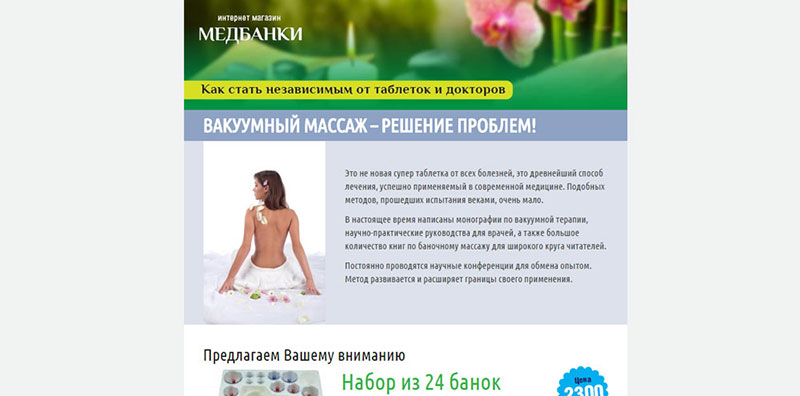 интернет магазин
МЕДБАНКИ
Как стать независимым от таблеток и докторов
ВАКУУМНЫЙ МАССАЖ – РЕШЕНИЕ ПРОБЛЕМ!
Это не новая супер таблетка от всех болезней, это древнейший способ
лечения, успешно применяемый в современной медицине. Подобных
методов, прошедших испытания веками, очень мало.
В настоящее время написаны монографии по вакуумной терапии,
научно-практические руководства для врачей, а также большое
количество книг по баночному массажу для широкого круга читателей.
Постоянно проводятся научные конференции для обмена опытом.
Метод развивается и расширяет границы своего применения.
Предлагаем Вашему вниманию
Набор из 24 банок
Цена
2300